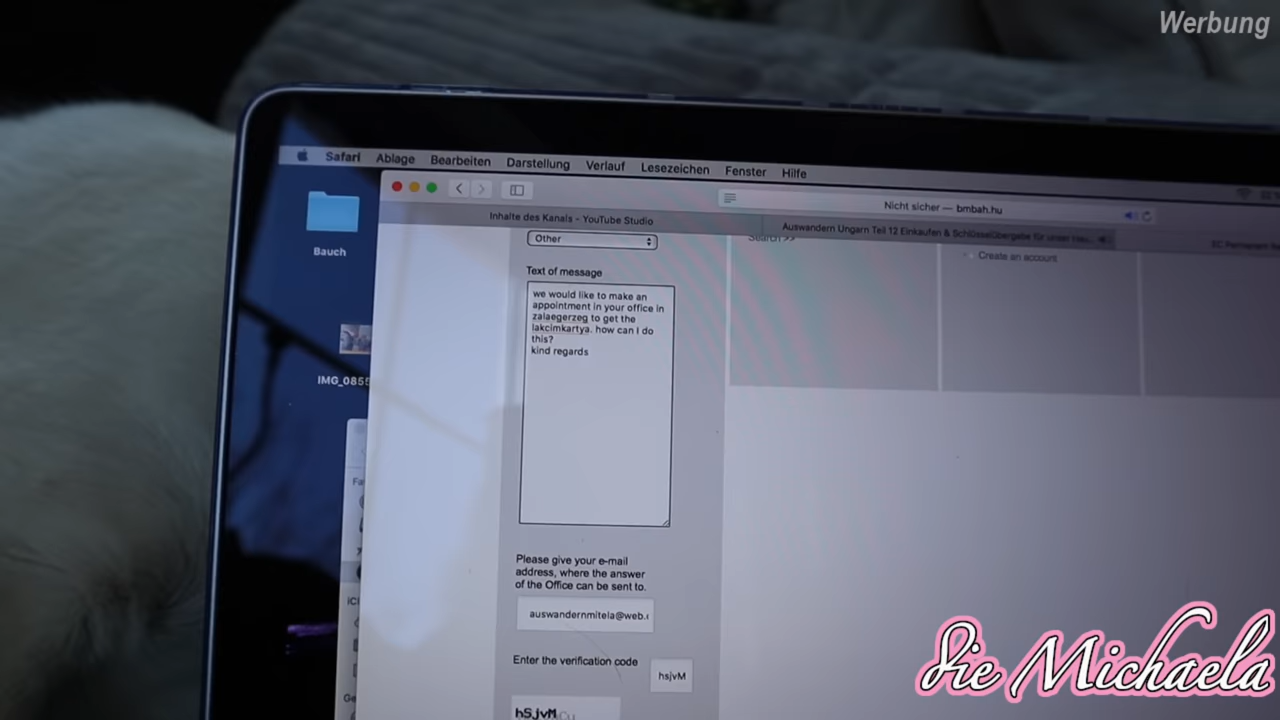 Werbung
Safari Ablage Bearbeiten Darstellung Verlauf Lesezeichen Fenster Hilfe
Nicht sicher — bmbah.hu
Inhalte des Kanals - YouTube Studio
Auswandern Ungarn Teil 12 Einkaufen & Schlüsselübergabe für unser
Bauch
Other
Search >>
Create an account
Text of message
we would like to make an
appointment in your office in
zalaegerzeg to get the
lakcimkartya. how can I do
this?
kind regards
IMG_0855
Please give your e-mail
address, where the answer
of the Office can be sent to.
auswandernmitela@web.
Enter the verification code
hsjvM
hSjvM
Die Michaela